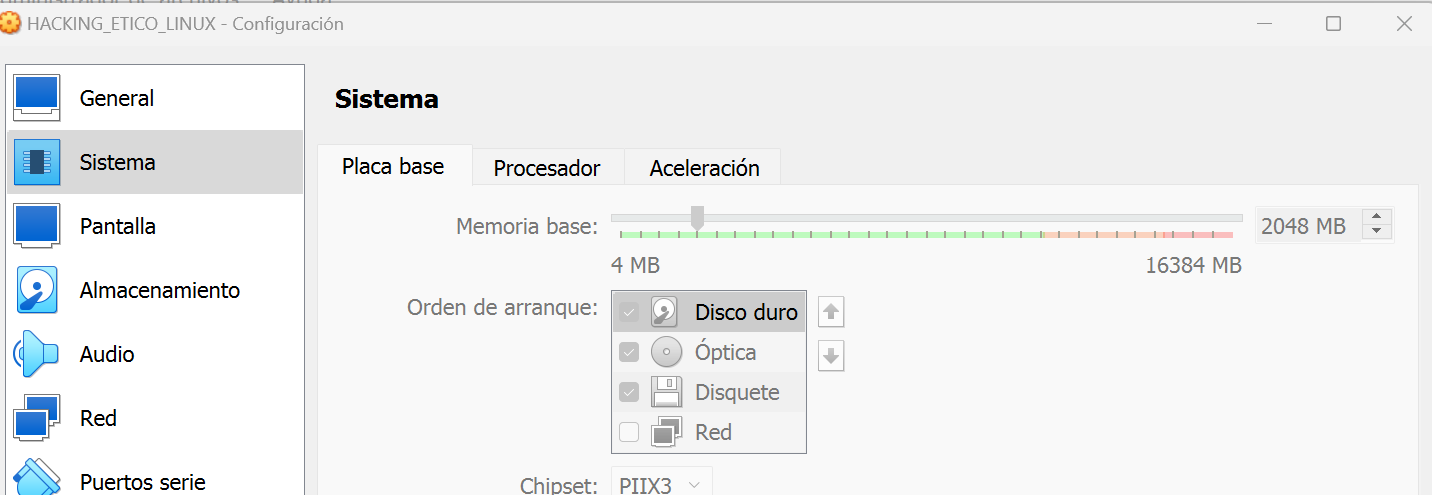 HACKING_ETICO_LINUX - Configuración
General
Sistema
Pantalla
Almacenamiento
Audio
Red
Puertos serie
Sistema
Placa base
Procesador
Aceleración
Memoria base:
2048 MB
4 MB
16384 MB
Orden de arranque:
Disco duro
Óptica
Disquete
Red
Chipset:
PIIX3